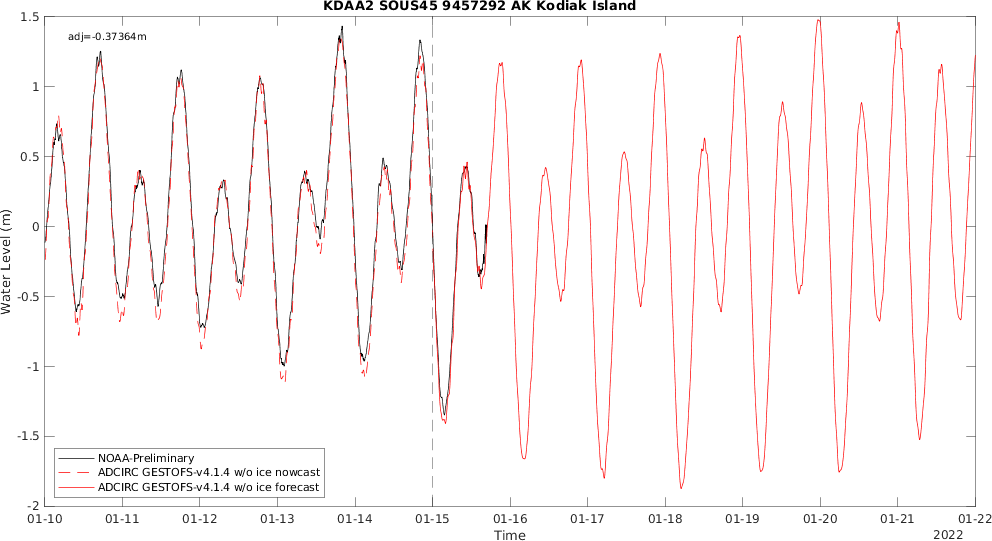 KDAA2 SOUS45 9457292 AK Kodiak Island
adj=-0.37364m
1.5
1
0.5
0
-0.5
-1
-1.5
-2
Water Level (m)
NOAA-Preliminary
ADCIRC GESTOFS-v4.1.4 w/o ice nowcast
ADCIRC GESTOFS-v4.1.4 w/o ice forecast
01-10 01-11 01-12 01-13 01-14 01-15 01-16 01-17 01-18 01-19 01-20 01-21 01-22
Time
2022